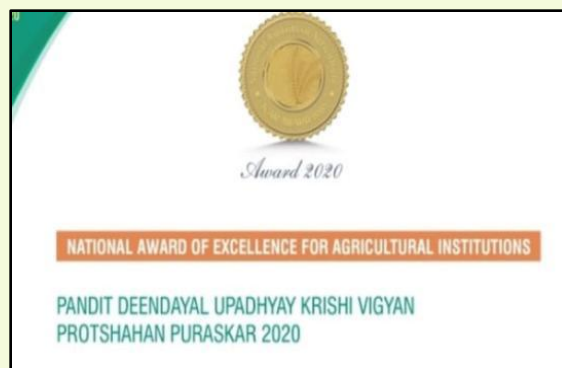 Award 2020
NATIONAL AWARD OF EXCELLENCE FOR AGRICULTURAL INSTITUTIONS
PANDIT DEENDAYAL UPADHYAY KRISHI VIGYAN
PROTSHAHAN PURASKAR 2020